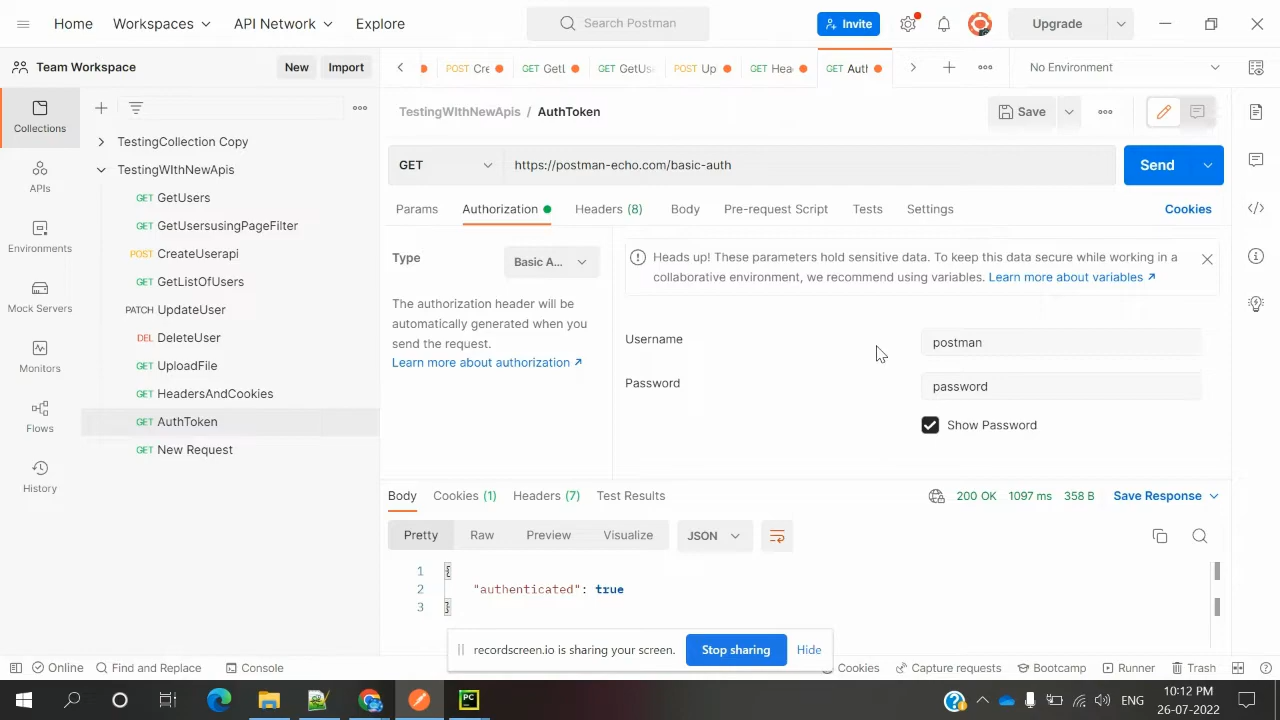 Home
Workspaces
API Network
Explore
Search Postman
Invite
Upgrade
Team Workspace
New
Import
POST Cre
GET GetL
GET GetUs
POST Up
GET Hea
GET Auth
No Environment
Collections
APIs
Environments
Mock Servers
Monitors
Flows
History
TestingCollection Copy
TestingWIthNewApis
GET GetUsers
GET GetUsersusingPageFilter
POST CreateUserapi
GET GetListOfUsers
PATCH UpdateUser
DEL DeleteUser
GET UploadFile
GET HeadersAndCookies
GET AuthToken
GET New Request
TestingWIthNewApis / AuthToken
Save
GET
https://postman-echo.com/basic-auth
Send
Params
Authorization
Headers (8)
Body
Pre-request Script
Tests
Settings
Cookies
Type
Basic A...
The authorization header will be
automatically generated when you
send the request.
Learn more about authorization ↗
Heads up! These parameters hold sensitive data. To keep this data secure while working in a
collaborative environment, we recommend using variables. Learn more about variables ↗
Username
postman
Password
password
Show Password
Body
Cookies (1)
Headers (7)
Test Results
200 OK
1097 ms
358 B
Save Response
Pretty
Raw
Preview
Visualize
JSON
1 {
2 "authenticated": true
3 }
recordscreen.io is sharing your screen.
Stop sharing
Hide
Online
Find and Replace
Console
Cookies
Capture requests
Bootcamp
Runner
Trash
PC
ENG
10:12 PM
26-07-2022